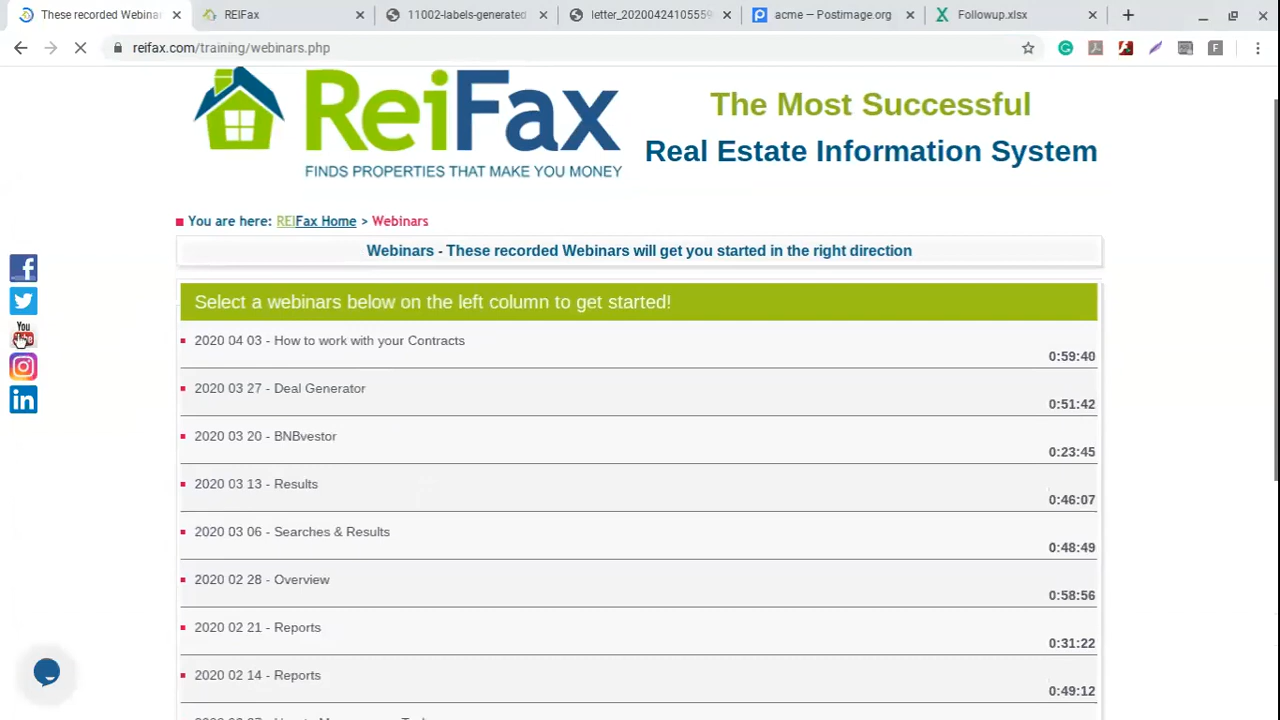 These recorded Webinar
REIFax
11002-labels-generated
letter_20200424105559
acme — Postimage.org
Followup.xlsx
reifax.com/training/webinars.php
ReiFax
FINDS PROPERTIES THAT MAKE YOU MONEY
The Most Successful
Real Estate Information System
You are here: REIFax Home > Webinars
Webinars - These recorded Webinars will get you started in the right direction
Select a webinars below on the left column to get started!
2020 04 03 - How to work with your Contracts
0:59:40
2020 03 27 - Deal Generator
0:51:42
2020 03 20 - BNBvestor
0:23:45
2020 03 13 - Results
0:46:07
2020 03 06 - Searches & Results
0:48:49
2020 02 28 - Overview
0:58:56
2020 02 21 - Reports
0:31:22
2020 02 14 - Reports
0:49:12